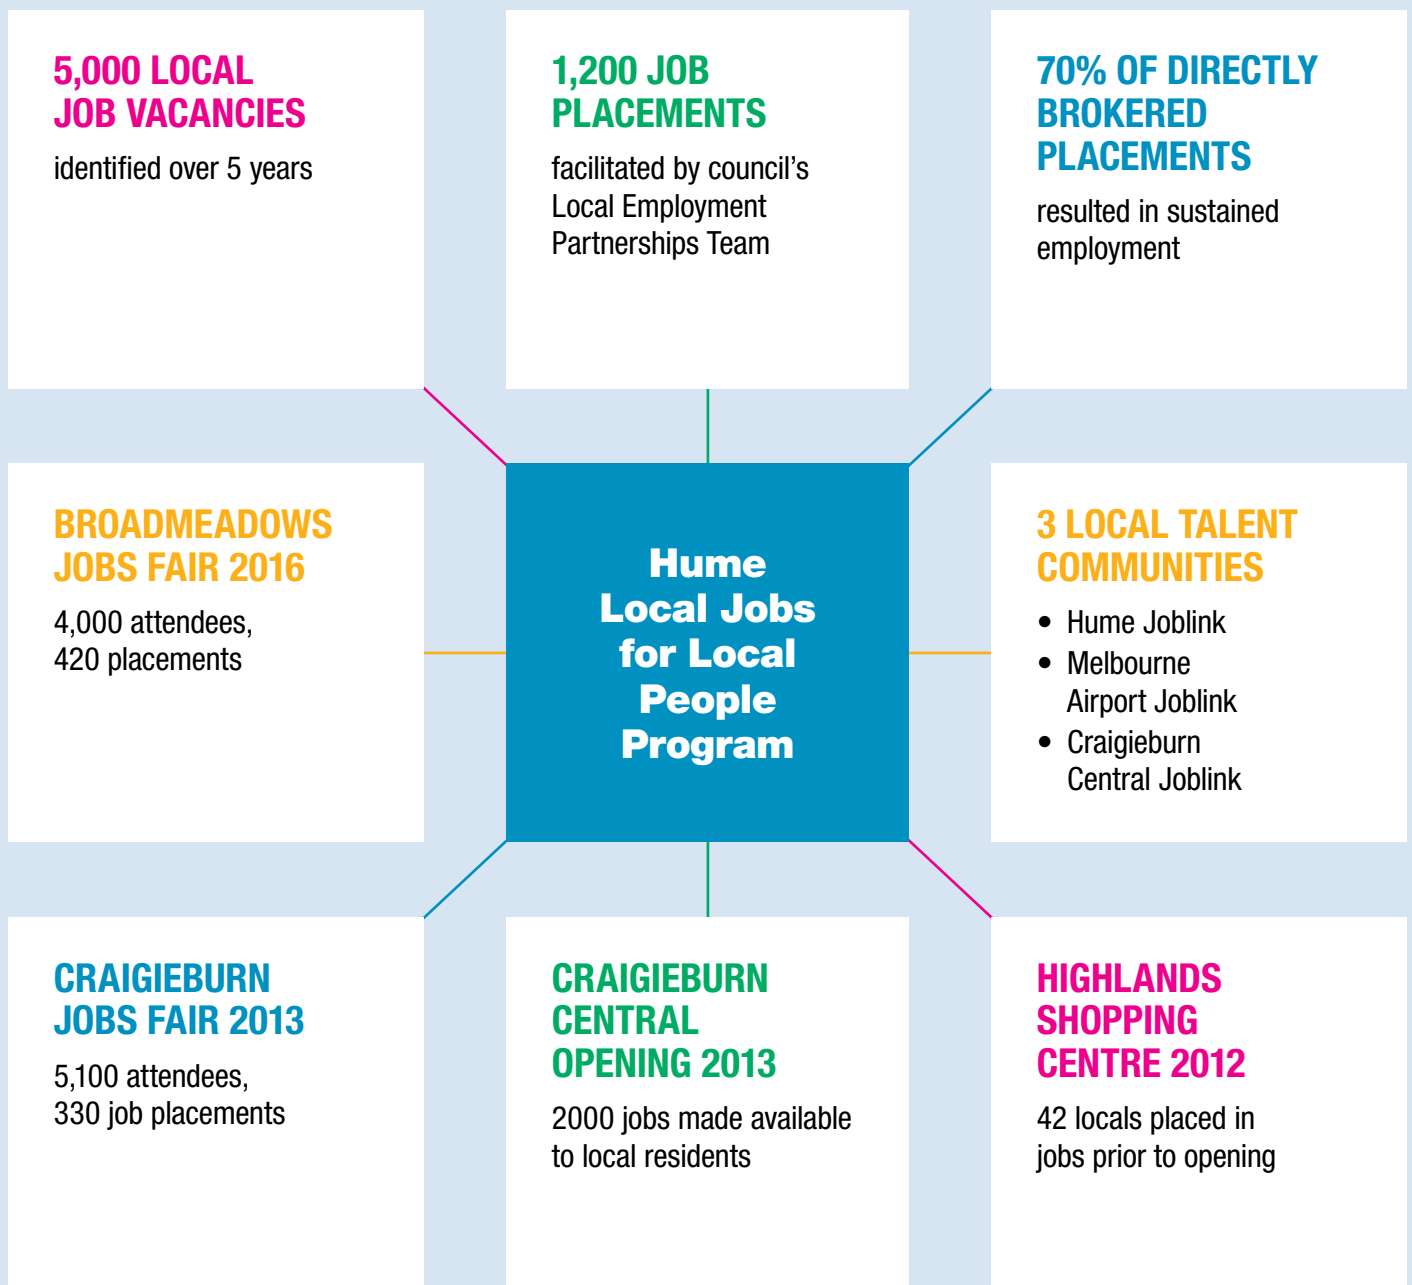 5,000 LOCAL
JOB VACANCIES
identified over 5 years
1,200 JOB
PLACEMENTS
facilitated by council’s
Local Employment
Partnerships Team
70% OF DIRECTLY
BROKERED
PLACEMENTS
resulted in sustained
employment
BROADMEADOWS
JOBS FAIR 2016
4,000 attendees,
420 placements
Hume
Local Jobs
for Local
People
Program
3 LOCAL TALENT
COMMUNITIES
• Hume Joblink
• Melbourne
Airport Joblink
• Craigieburn
Central Joblink
CRAIGIEBURN
JOBS FAIR 2013
5,100 attendees,
330 job placements
CRAIGIEBURN
CENTRAL
OPENING 2013
2000 jobs made available
to local residents
HIGHLANDS
SHOPPING
CENTRE 2012
42 locals placed in
jobs prior to opening